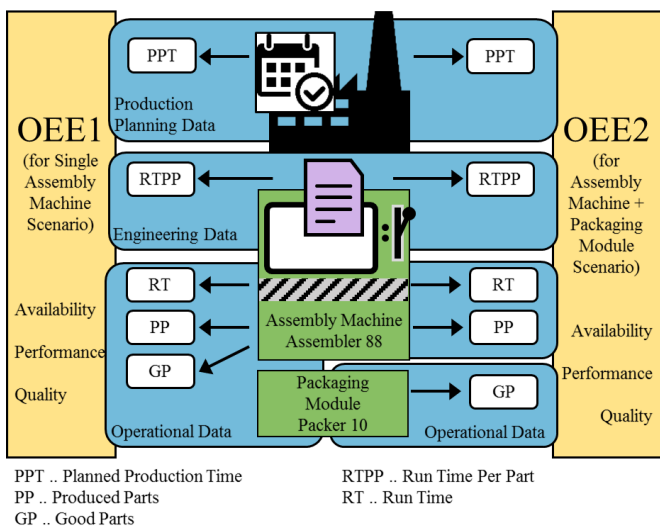 PPT
PPT
Production
Planning Data
OEE1
(for Single
Assembly
Machine
Scenario)
OEE2
(for
Assembly
Machine +
Packaging
Module
Scenario)
RTPP
RTPP
Engineering Data
RT
RT
PP
PP
Assembly Machine
Assembler 88
GP
GP
Availability
Performance
Quality
Availability
Performance
Quality
Packaging
Module
Packer 10
Operational Data
Operational Data
PPT .. Planned Production Time
PP .. Produced Parts
GP .. Good Parts
RTPP .. Run Time Per Part
RT .. Run Time